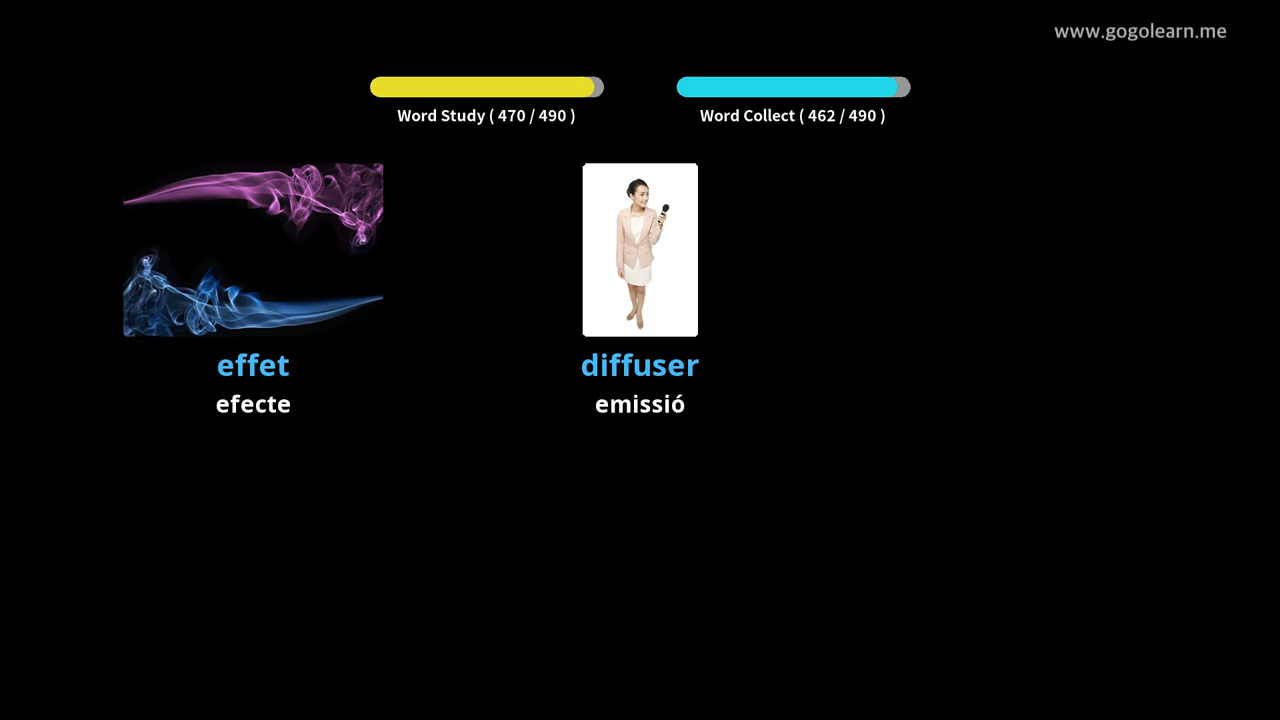 www.gogolearn.me
Word Study ( 470 / 490 )
Word Collect ( 462 / 490 )
effet
efecte
diffuser
emissió